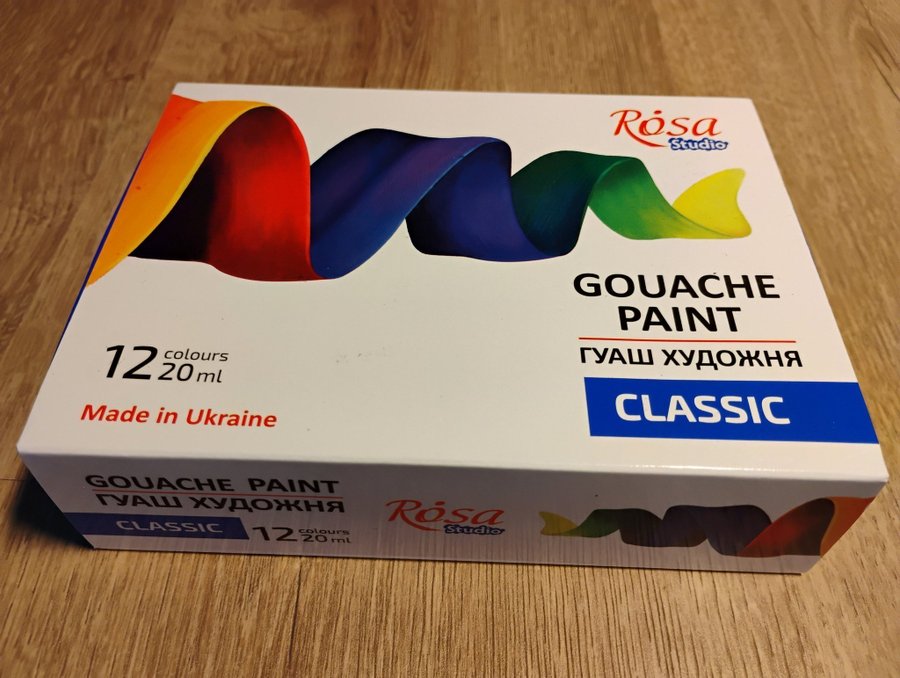 Rosa
Studio
GOUACHE
PAINT
ГУАШ ХУДОЖНЯ
CLASSIC
12 colours
20 ml
Made in Ukraine
GOUACHE PAINT
ГУАШ ХУДОЖНЯ
CLASSIC
12 colours
20 ml
Rosa
Studio